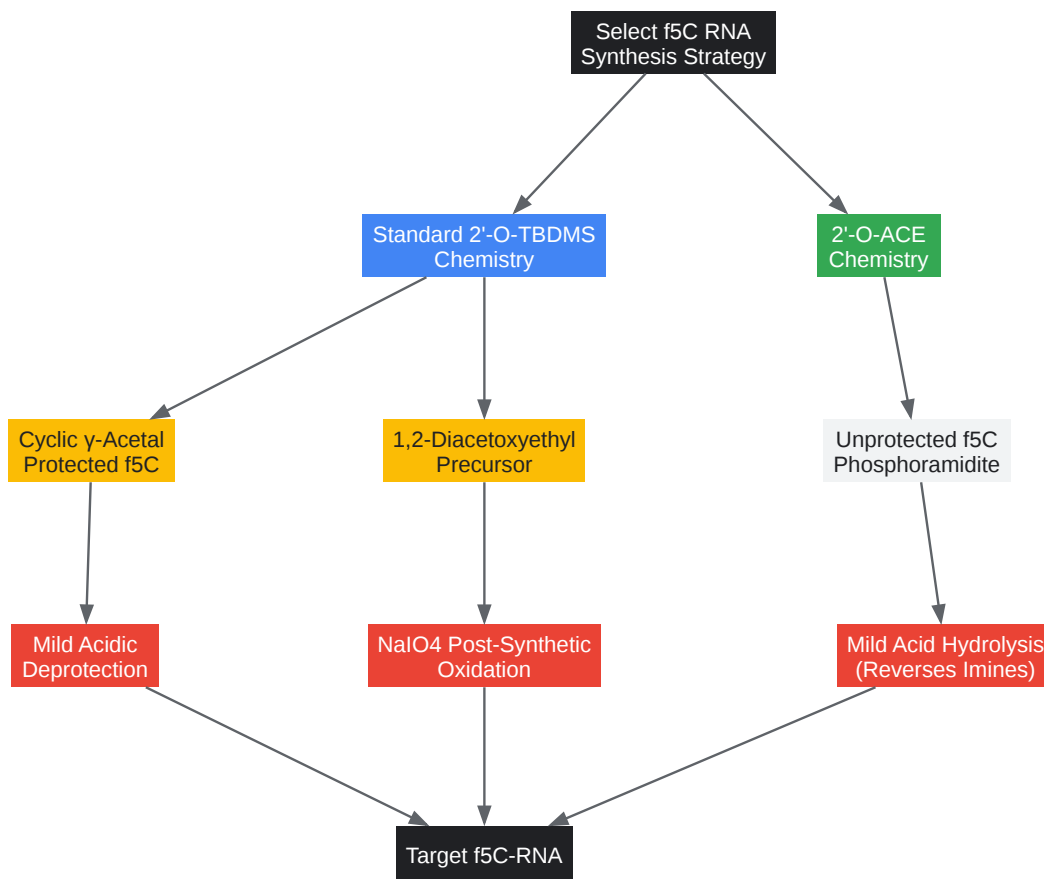 Select f5C RNA
Synthesis Strategy
Standard 2'-O-TBDMS
Chemistry
2'-O-ACE
Chemistry
Cyclic γ-Acetal
Protected f5C
1,2-Diacetoxyethyl
Precursor
Unprotected f5C
Phosphoramidite
Mild Acidic
Deprotection
NaIO4 Post-Synthetic
Oxidation
Mild Acid Hydrolysis
(Reverses Imines)
Target f5C-RNA